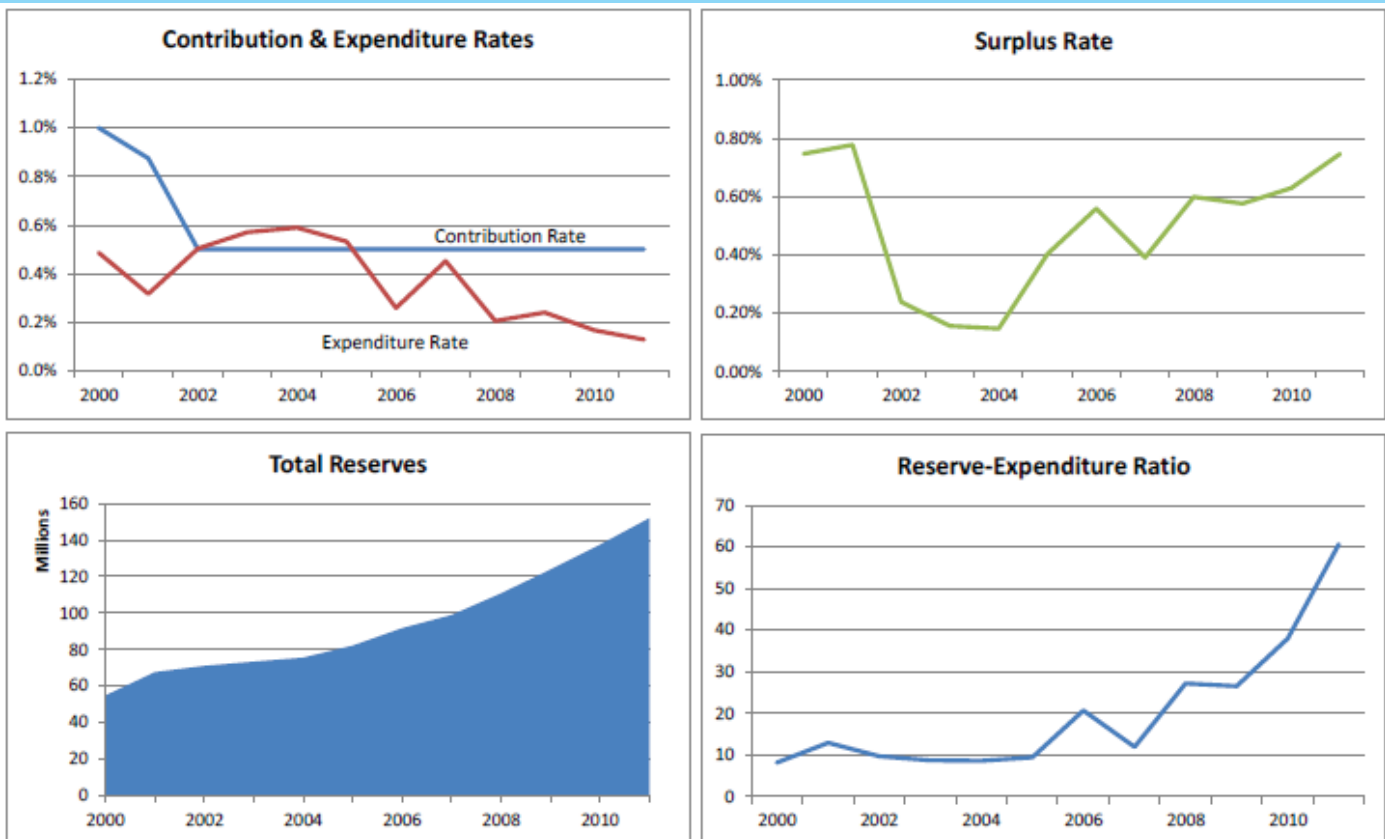 Contribution & Expenditure Rates
1.2%
1.0%
0.8%
0.6%
0.4%
0.2%
0.0%
Contribution Rate
Expenditure Rate
2000 2002 2004 2006 2008 2010
Surplus Rate
1.00%
0.80%
0.60%
0.40%
0.20%
0.00%
2000 2002 2004 2006 2008 2010
Total Reserves
Millions
160
140
120
100
80
60
40
20
0
2000 2002 2004 2006 2008 2010
Reserve-Expenditure Ratio
70
60
50
40
30
20
10
0
2000 2002 2004 2006 2008 2010